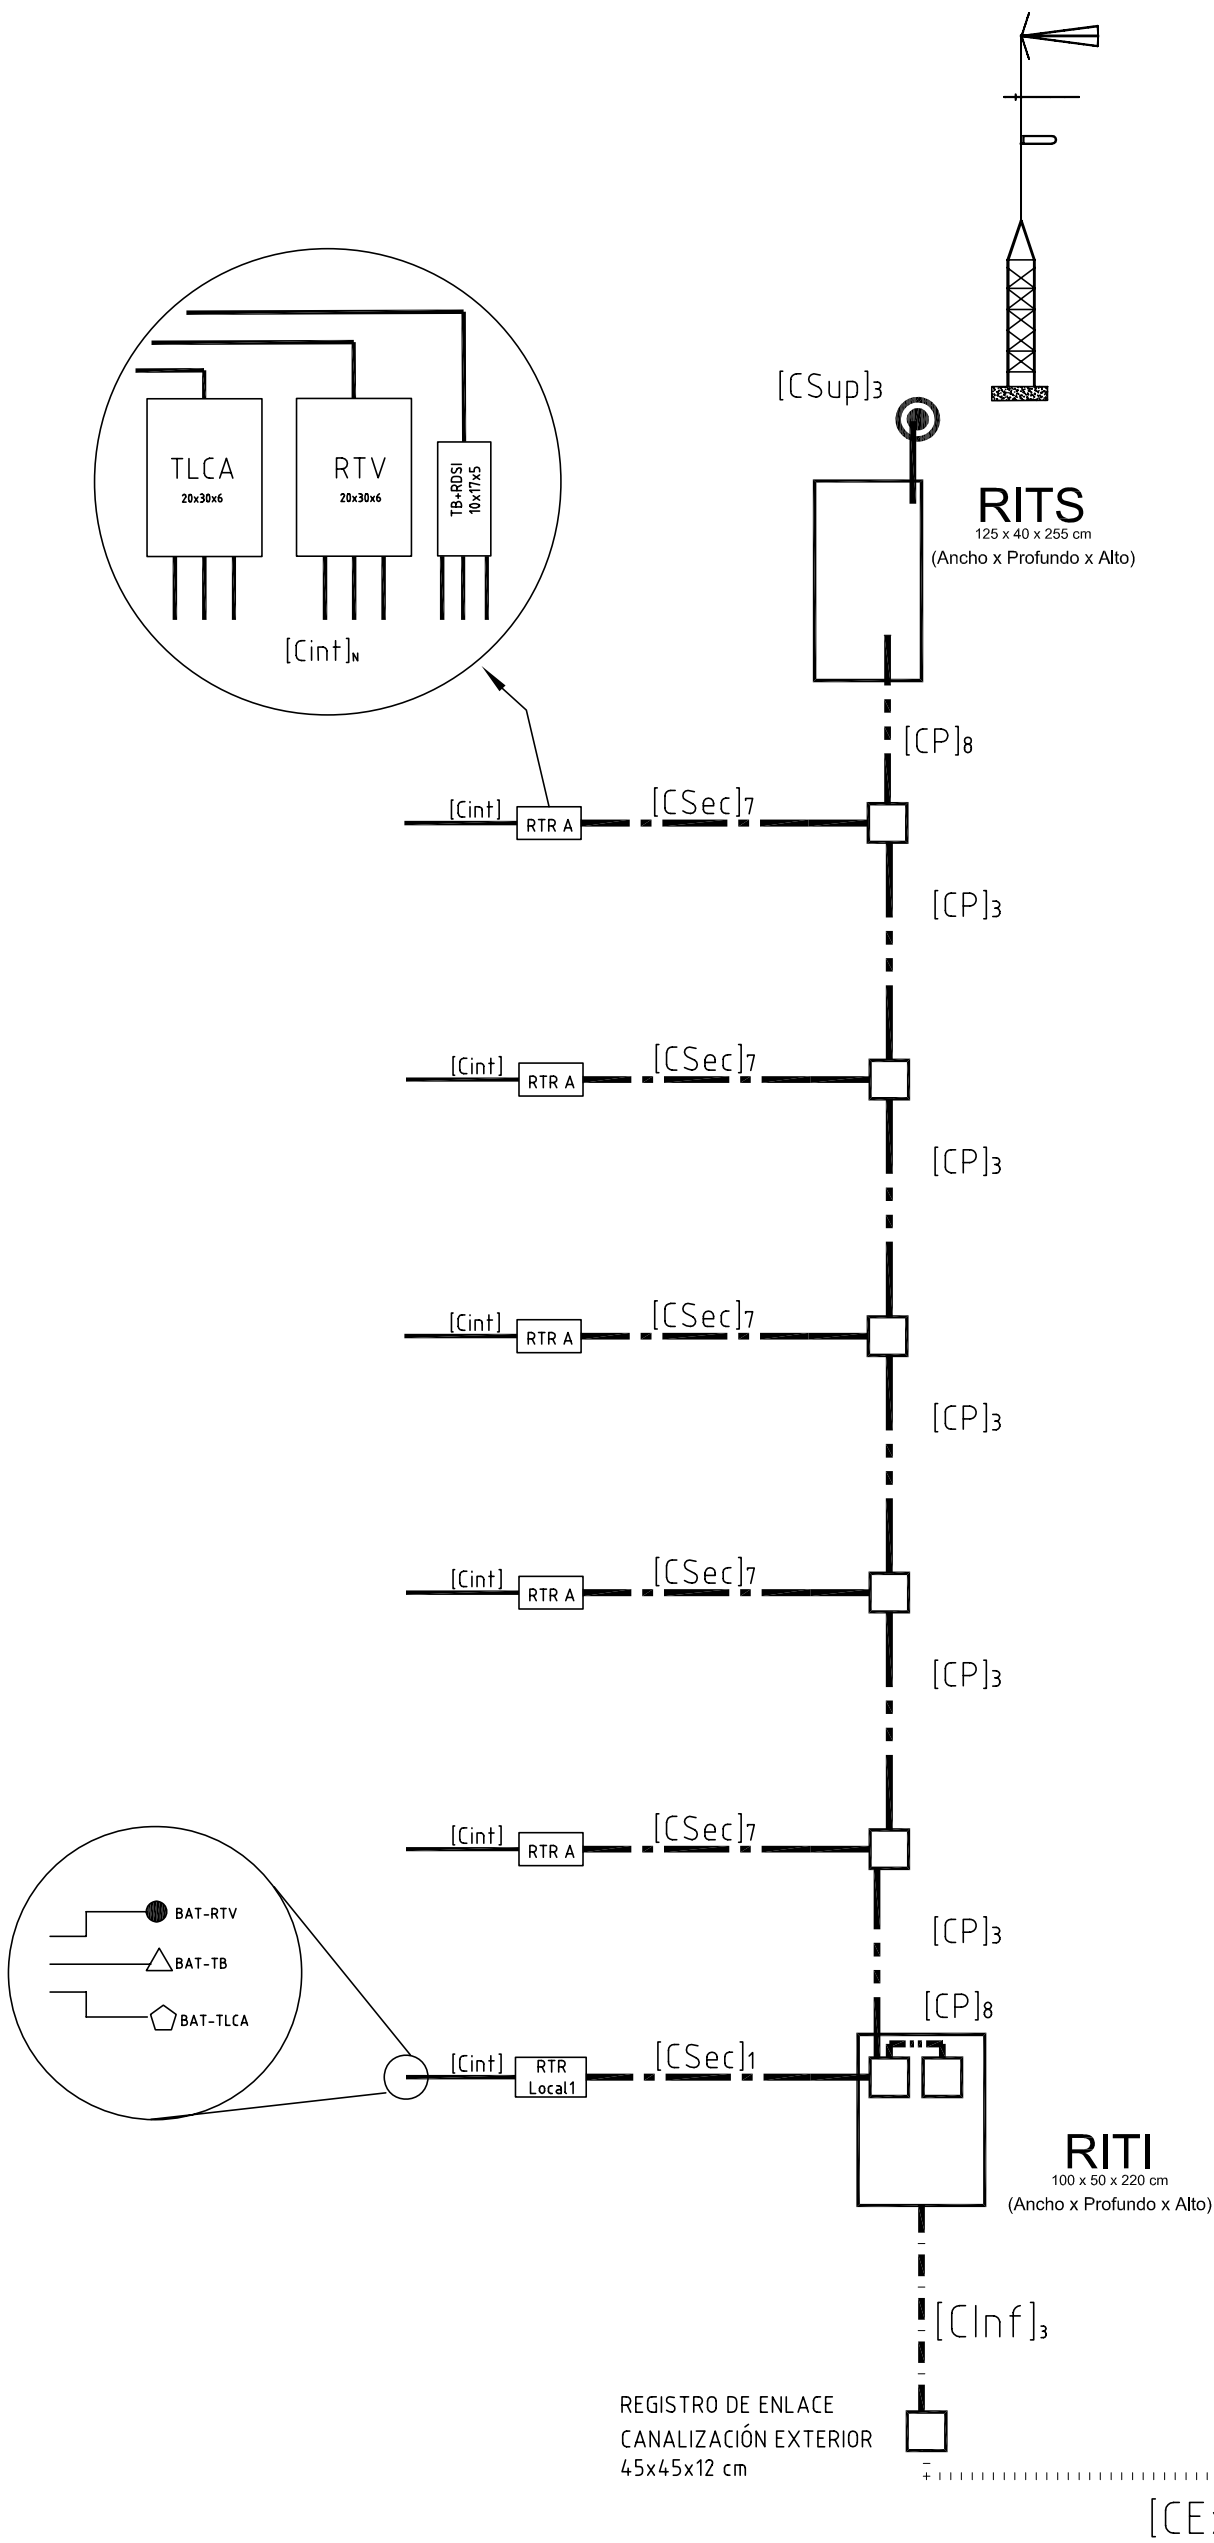 [CSup]3
TLCA
20x30x6
RTV
20x30x6
TB+RDSI
10x17x5
[Cint]N
RITS
125 x 40 x 255 cm
(Ancho x Profundo x Alto)
[CP]8
[Cint]
RTR A
[CSec]7
[CP]3
[Cint]
RTR A
[CSec]7
[CP]3
[Cint]
RTR A
[CSec]7
[CP]3
[Cint]
RTR A
[CSec]7
[CP]3
[Cint]
RTR A
[CSec]7
[CP]3
BAT-RTV
BAT-TB
BAT-TLCA
[CP]8
[Cint]
RTR
Local1
[CSec]1
RITI
100 x 50 x 220 cm
(Ancho x Profundo x Alto)
[CInf]3
REGISTRO DE ENLACE
CANALIZACIÓN EXTERIOR
45x45x12 cm
[CE